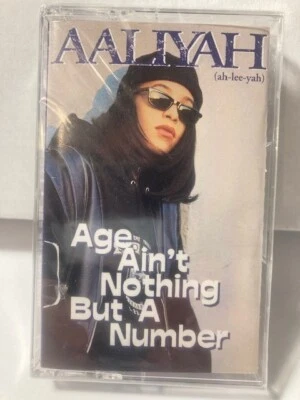 AALIYAH
(ah-lee-yah)
Age
Ain't
Nothing
But A
Number